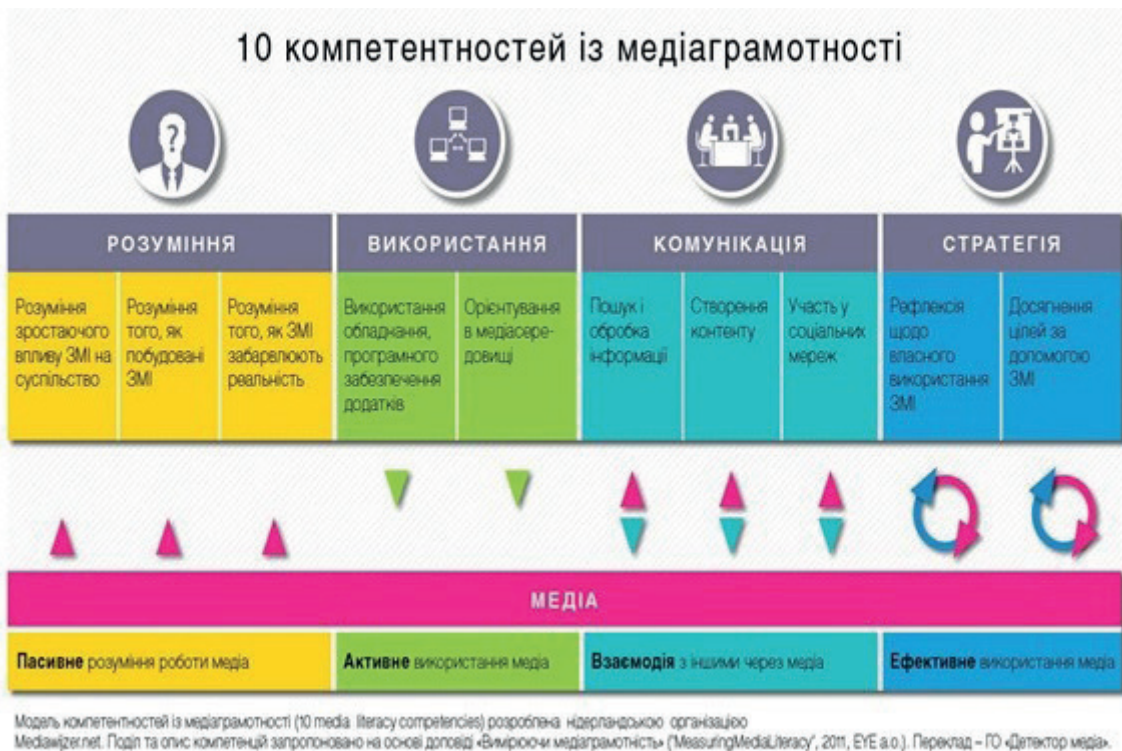 10 компетентностей із медіаграмотності
РОЗУМІННЯ
ВИКОРИСТАННЯ
КОМУНІКАЦІЯ
СТРАТЕГІЯ
Розуміння
зростаючого
впливу ЗМІ на
суспільство
Розуміння
того, як
побудовані
ЗМІ
Розуміння
того, як ЗМІ
забарвлюють
реальність
Використання
обладнання,
програмного
забезпечення
додатків
Орієнтування
в медіасере-
довищі
Пошук і
обробка
інформації
Створення
контенту
Участь у
соціальних
мереж
Рефлексія
щодо
власного
використання
ЗМІ
Досягнення
цілей за
допомогою
ЗМІ
МЕДІА
Пасивне розуміння роботи медіа
Активне використання медіа
Взаємодія з іншими через медіа
Ефективне використання медіа
Модель компетентностей із медіаграмотності (10 media literacy competencies) розроблена нідерландською організацією
Mediawijzer.net. Поділ та опис компетенцій запропоновано на основі доповіді «Вимірюючи медіаграмотність» ("MeasuringMediaLiteracy", 2011, EYE a.o.). Переклад – ГО «Детектор медіа».